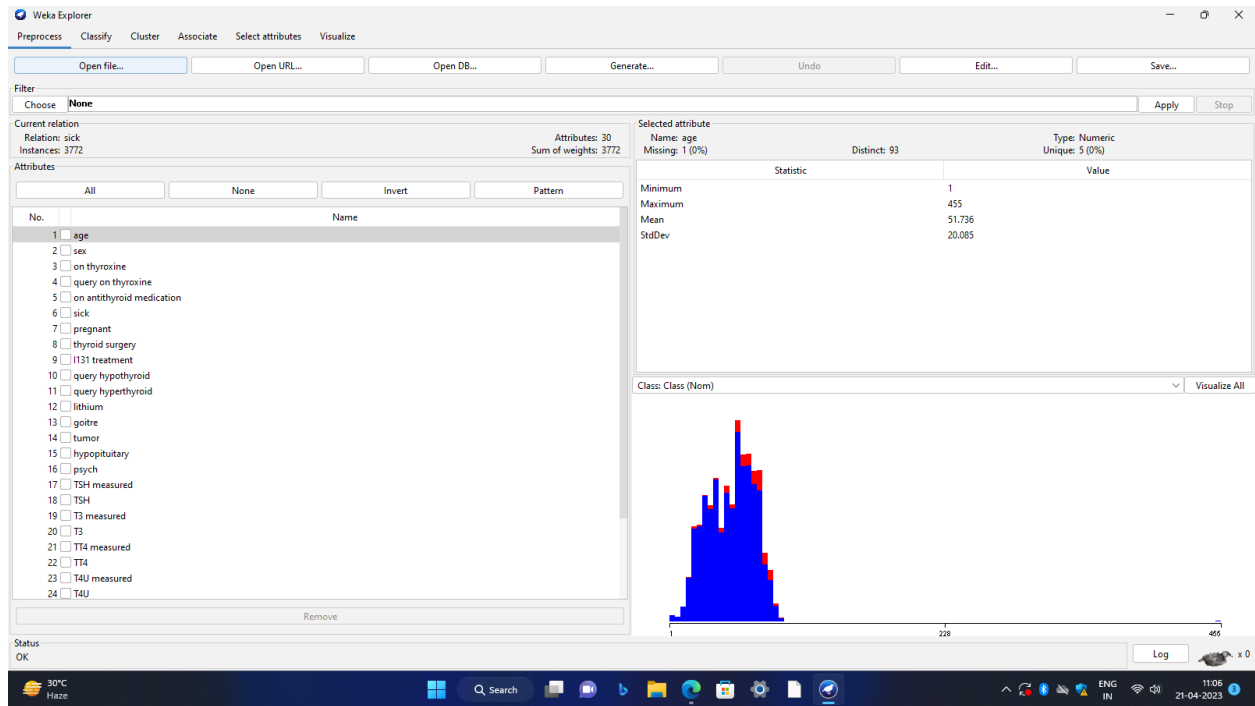 Weka Explorer
Preprocess Classify Cluster Associate Select attributes Visualize
Open file... Open URL... Open DB... Generate... Undo Edit... Save...
Filter
Choose None Apply Stop
Current relation
Relation: sick Attributes: 30
Instances: 3772 Sum of weights: 3772
Attributes
All None Invert Pattern
No. Name
1 age
2 sex
3 on thyroxine
4 query on thyroxine
5 on antithyroid medication
6 sick
7 pregnant
8 thyroid surgery
9 I131 treatment
10 query hypothyroid
11 query hyperthyroid
12 lithium
13 goitre
14 tumor
15 hypopituitary
16 psych
17 TSH measured
18 TSH
19 T3 measured
20 T3
21 TT4 measured
22 TT4
23 T4U measured
24 T4U
Remove
Selected attribute
Name: age Type: Numeric
Missing: 1 (0%) Distinct: 93 Unique: 5 (0%)
Statistic Value
Minimum 1
Maximum 455
Mean 51.736
StdDev 20.085
Class: Class (Nom) Visualize All
1 228 455
Status
OK
Log x 0
30°C
Haze
Search
ENG
IN
11:06
21-04-2023
3